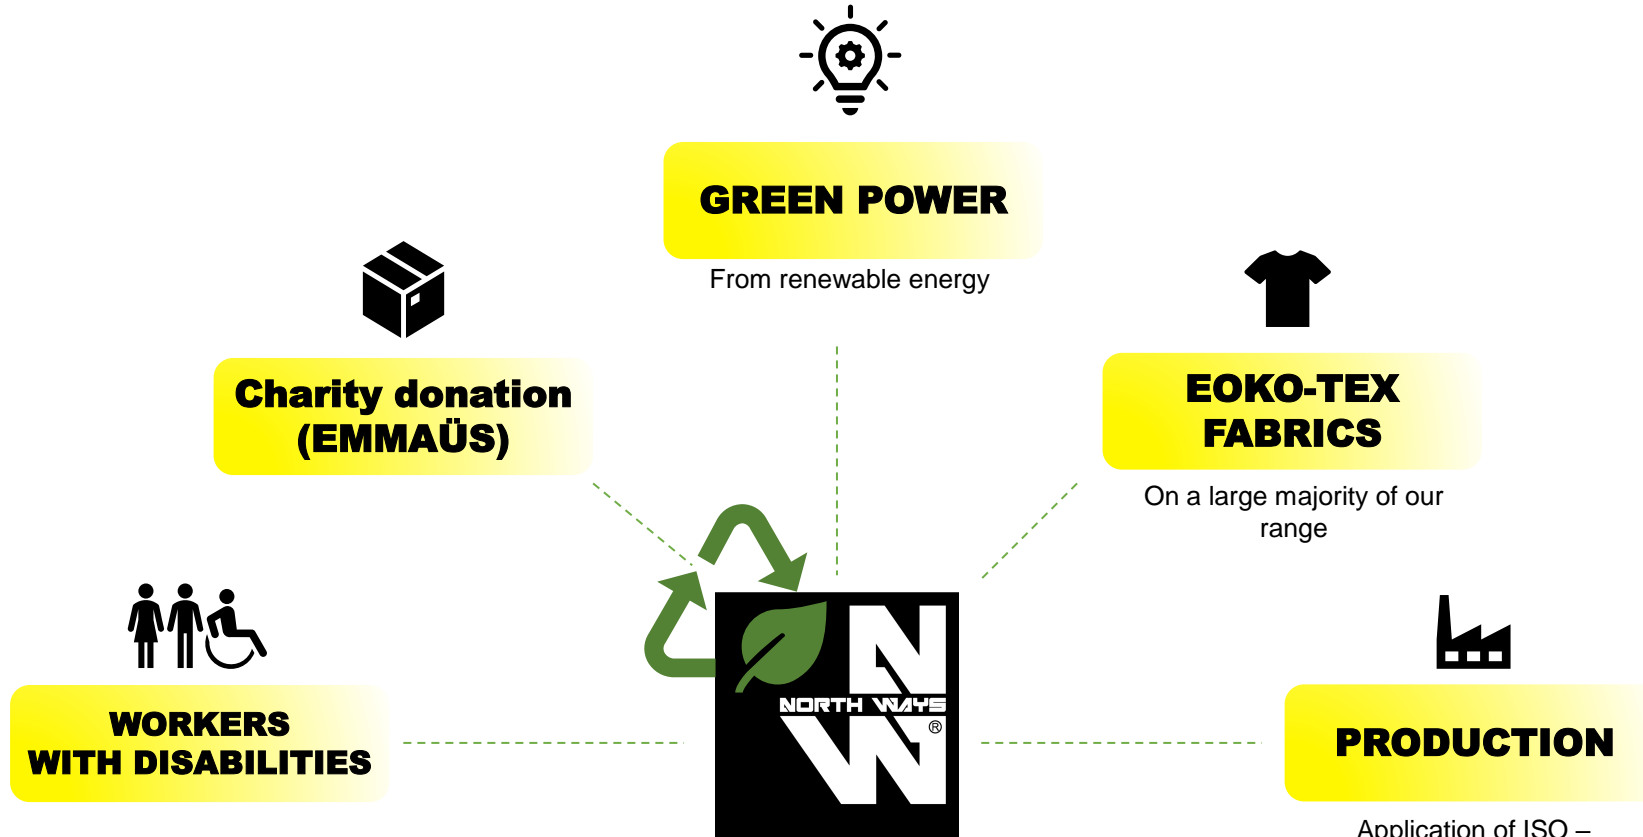 GREEN POWER
From renewable energy
Charity donation
(EMMAÜS)
EOKO-TEX
FABRICS
On a large majority of our
range
WORKERS
WITH DISABILITIES
N
NORTH WAYS
®
W
PRODUCTION
Application of ISO –